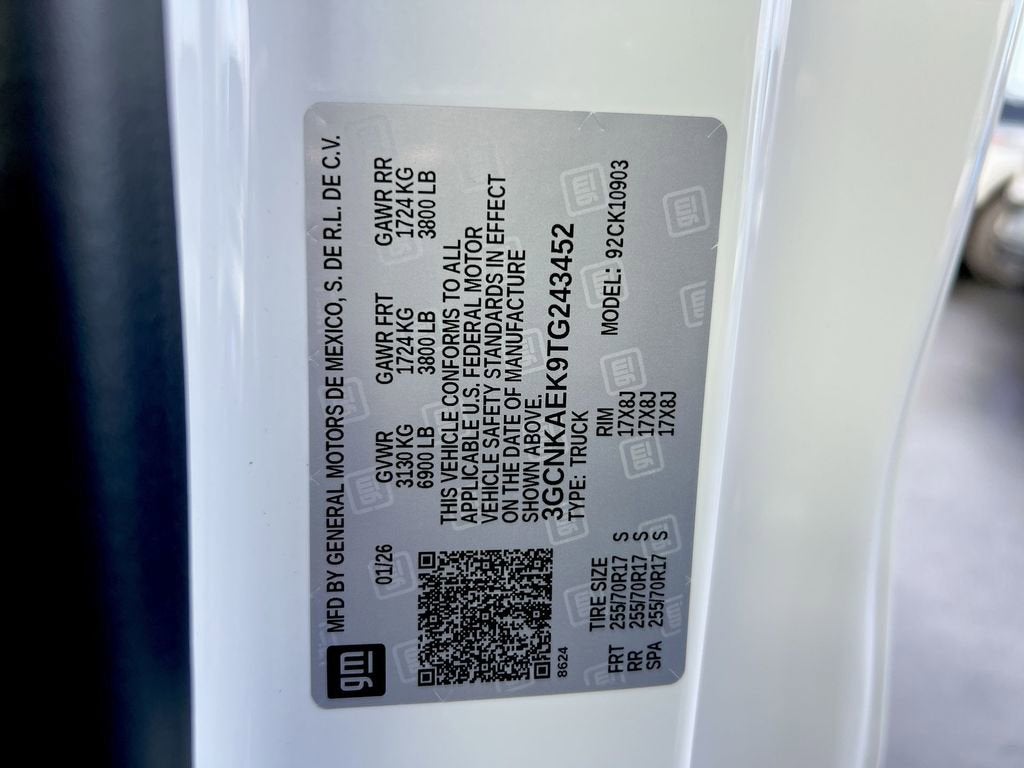 gm
MFD BY GENERAL MOTORS DE MEXICO, S. DE R.L. DE C.V.
01/26
GVWR GAWR FRT GAWR RR
3130 KG 1724 KG 1724 KG
6900 LB 3800 LB 3800 LB
THIS VEHICLE CONFORMS TO ALL
APPLICABLE U.S. FEDERAL MOTOR
VEHICLE SAFETY STANDARDS IN EFFECT
ON THE DATE OF MANUFACTURE
SHOWN ABOVE.
3GCNKAEK9TG243452
TYPE: TRUCK
MODEL: 92CK10903
8624
TIRE SIZE RIM
FRT 255/70R17 S 17X8J
RR 255/70R17 S 17X8J
SPA 255/70R17 S 17X8J